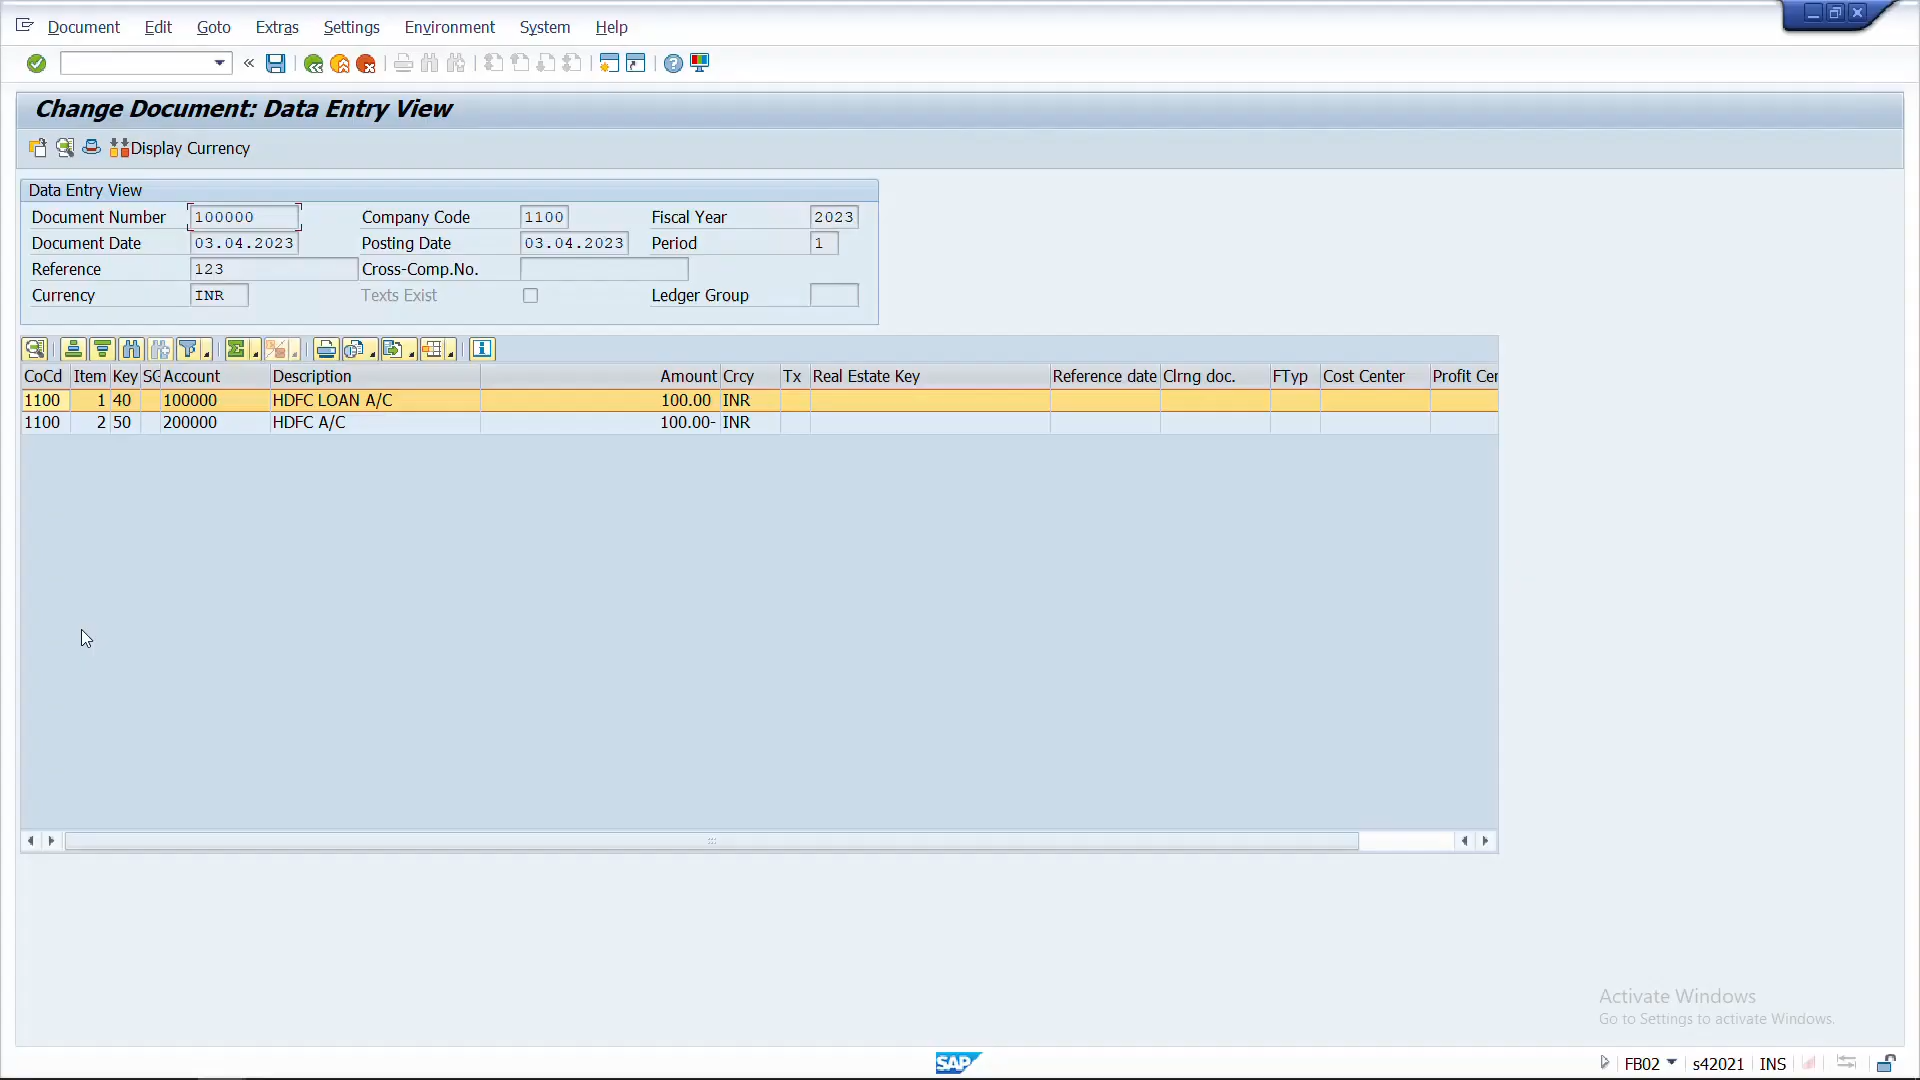 Document Edit Goto Extras Settings Environment System Help
Change Document: Data Entry View
Display Currency
Data Entry View
Document Number 100000 Company Code 1100 Fiscal Year 2023
Document Date 03.04.2023 Posting Date 03.04.2023 Period 1
Reference 123 Cross-Comp.No.
Currency INR Texts Exist Ledger Group
CoCd Item Key SG Account Description Amount Crcy Tx Real Estate Key Reference date Clrng doc. FTyp Cost Center Profit Cer
1100 1 40 100000 HDFC LOAN A/C 100.00 INR
1100 2 50 200000 HDFC A/C 100.00- INR
Activate Windows
Go to Settings to activate Windows.
SAP FB02 s42021 INS